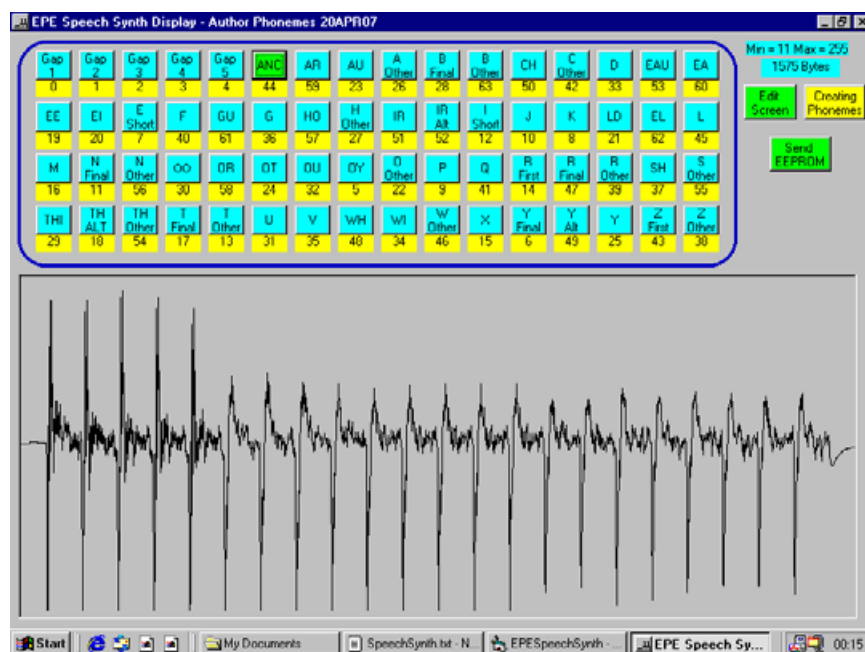 EPE Speech Synth Display - Author Phonemes 20APR07
Gap 1 Gap 2 Gap 3 Gap 4 Gap 5 ANC AR AU A Other B Final B Other CH C Other D EAU EA
0 1 2 3 4 44 59 23 26 28 63 50 42 33 53 60
EE EI E Short F GU G HO H Other IR IR Alt I Short J K LD EL L
19 20 7 40 61 36 57 27 51 52 12 10 8 21 62 45
M N Final N Other OO OR OT OU OY O Other P Q R First R Final R Other SH S Other
16 11 56 30 58 24 32 5 22 9 41 14 47 39 37 55
THI TH ALT TH Other T Final T Other U V WH WI W Other X Y Final Y Alt Y Z First Z Other
29 18 54 17 13 31 35 48 34 46 15 6 49 25 43 38
Min = 11 Max = 255
1575 Bytes
Edit Screen
Creating Phonemes
Send EEPROM
Start My Documents SpeechSynth.txt - N... EPESpeechSynth - ... EPE Speech Sy... 00:15